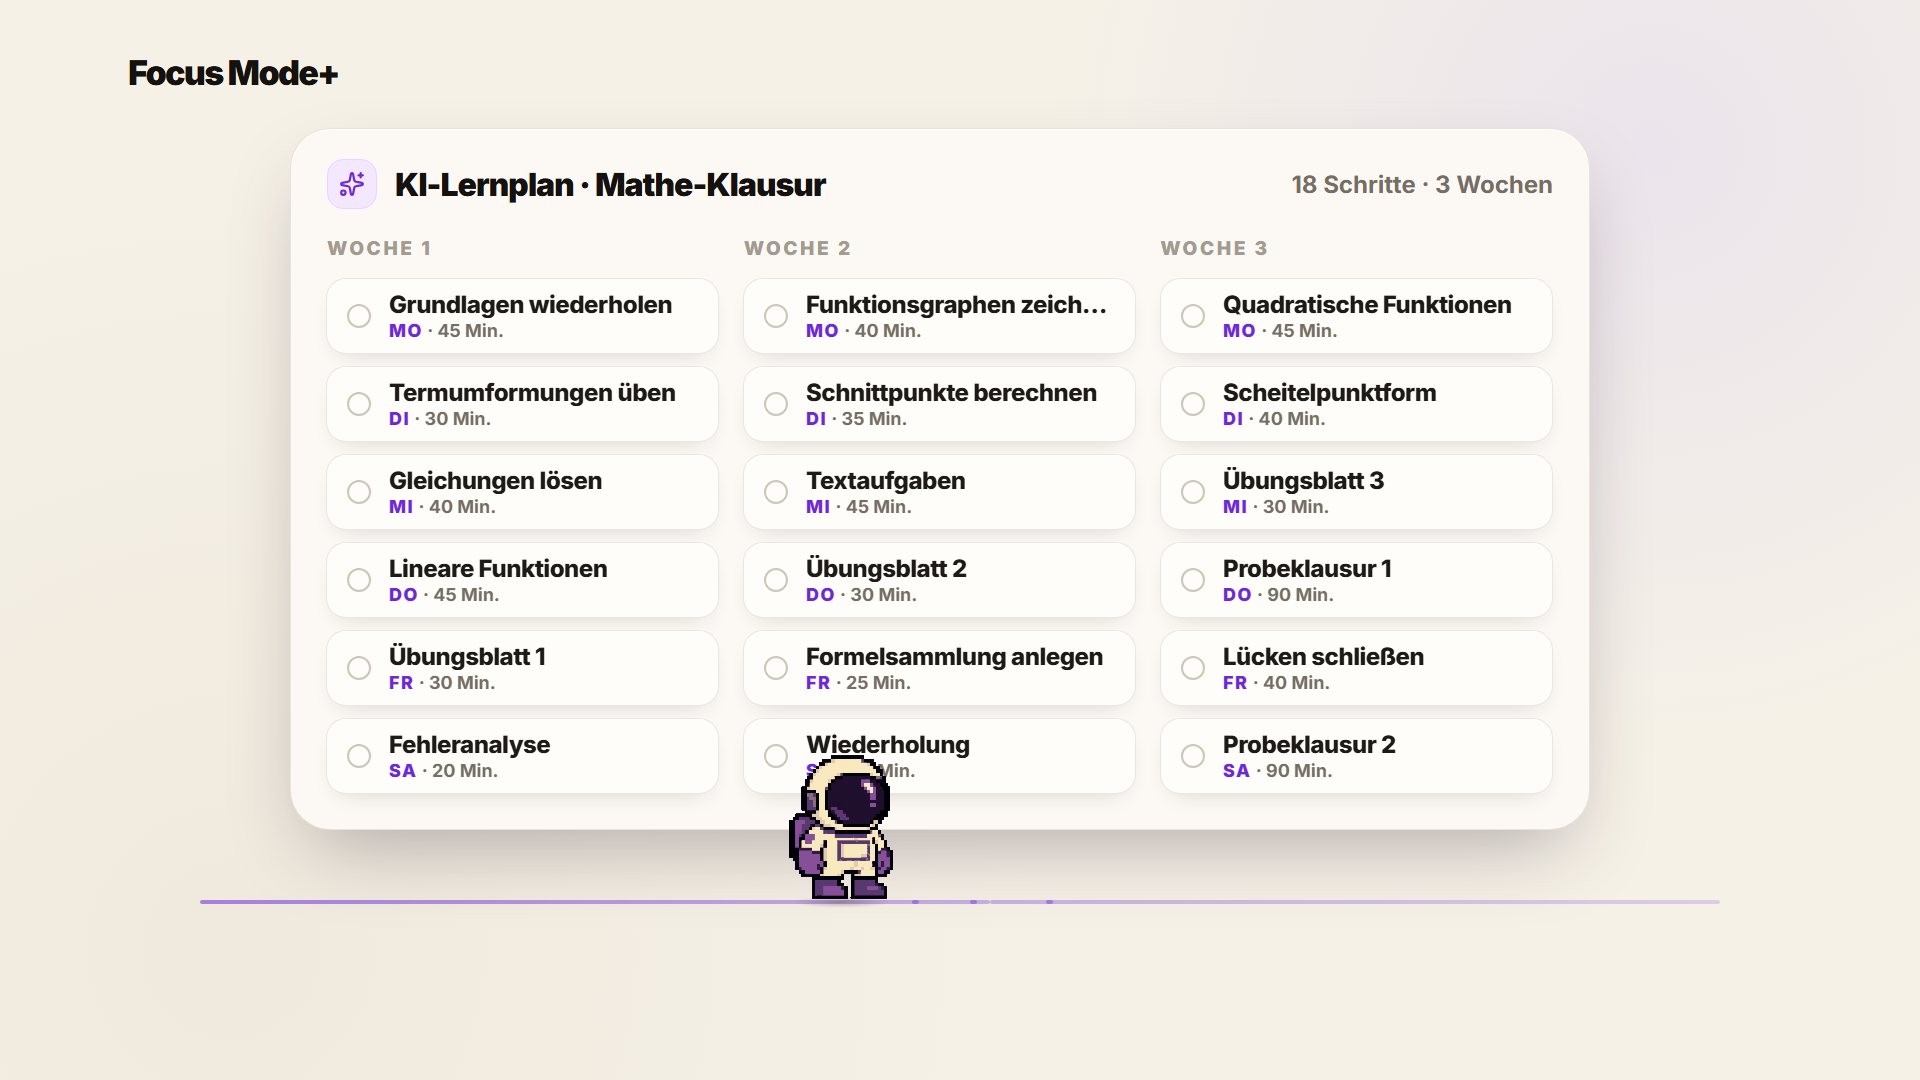 Focus Mode+
KI-Lernplan · Mathe-Klausur
18 Schritte · 3 Wochen
WOCHE 1
Grundlagen wiederholen
MO · 45 Min.
Termumformungen üben
DI · 30 Min.
Gleichungen lösen
MI · 40 Min.
Lineare Funktionen
DO · 45 Min.
Übungsblatt 1
FR · 30 Min.
Fehleranalyse
SA · 20 Min.
WOCHE 2
Funktionsgraphen zeich...
MO · 40 Min.
Schnittpunkte berechnen
DI · 35 Min.
Textaufgaben
MI · 45 Min.
Übungsblatt 2
DO · 30 Min.
Formelsammlung anlegen
FR · 25 Min.
Wiederholung
Min.
WOCHE 3
Quadratische Funktionen
MO · 45 Min.
Scheitelpunktform
DI · 40 Min.
Übungsblatt 3
MI · 30 Min.
Probeklausur 1
DO · 90 Min.
Lücken schließen
FR · 40 Min.
Probeklausur 2
SA · 90 Min.